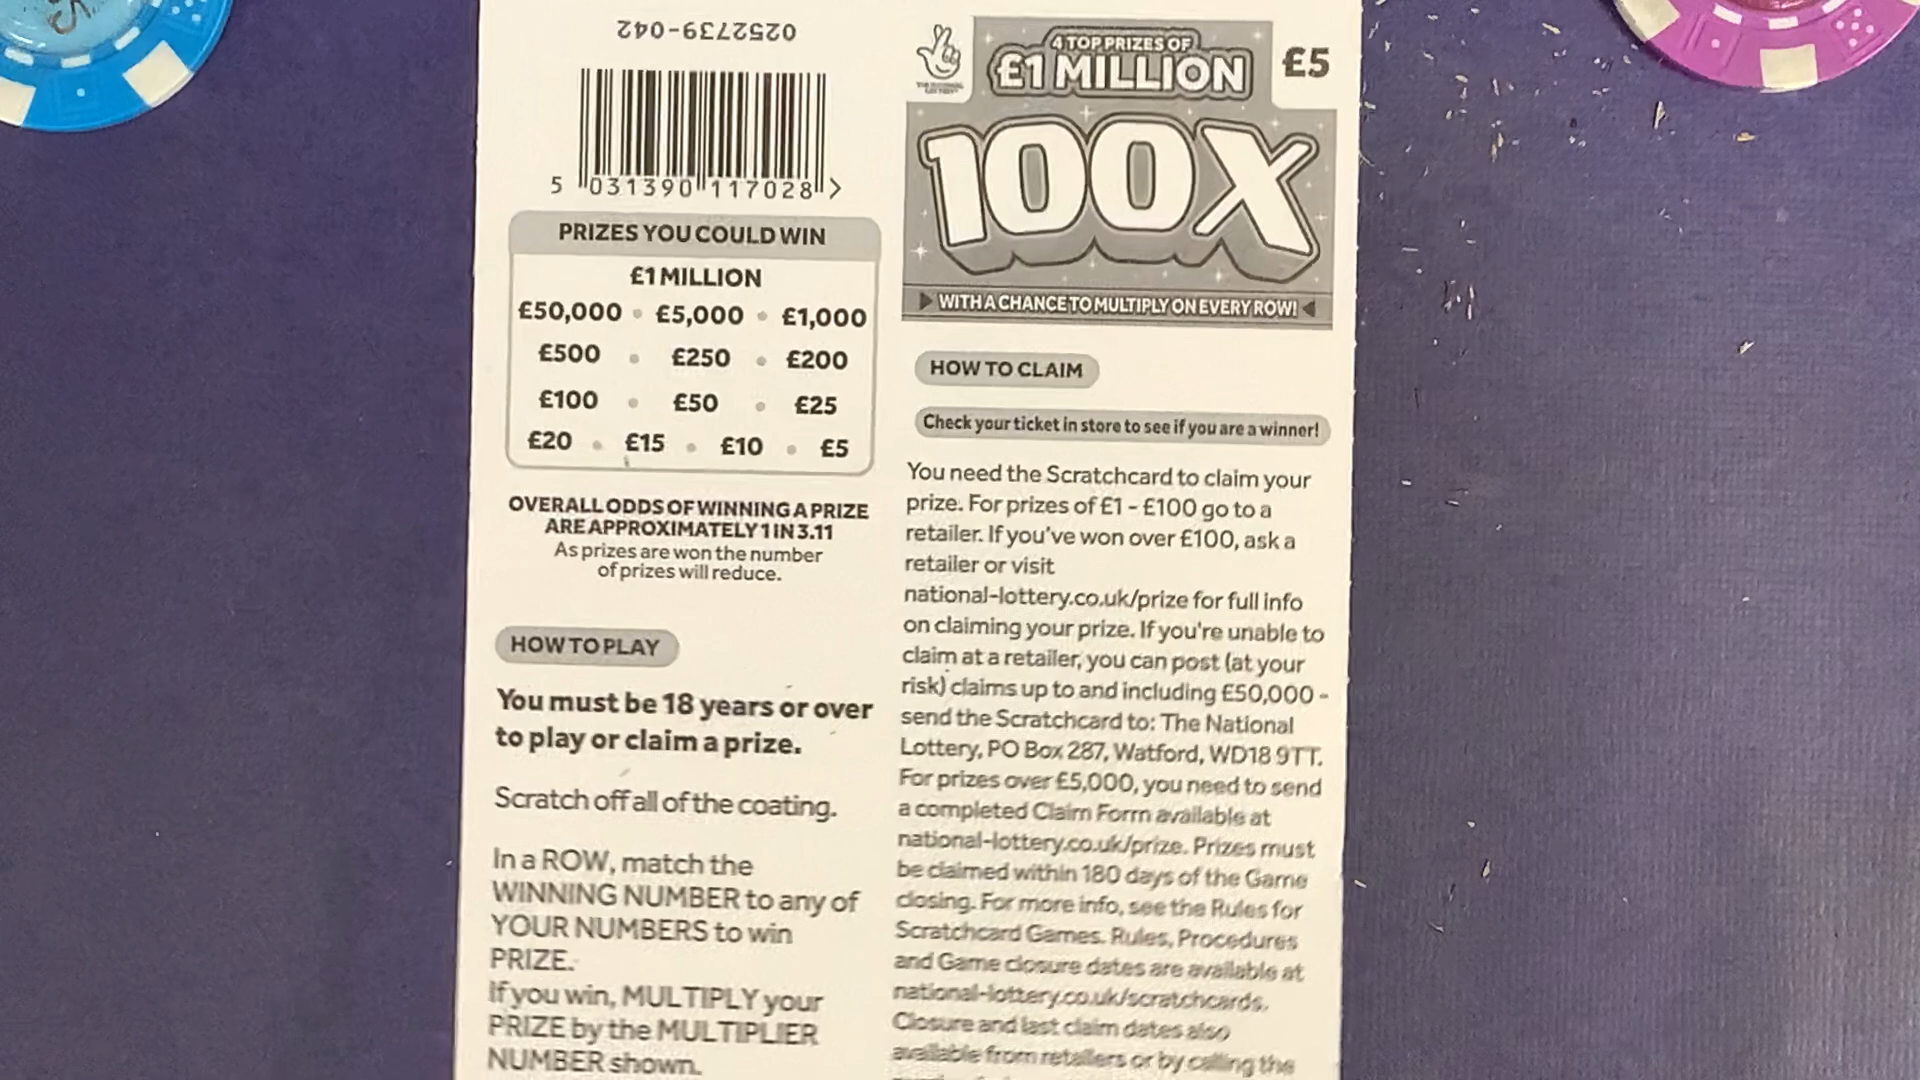 0252739-042
5 031390 117028 >
PRIZES YOU COULD WIN
£1 MILLION
£50,000 • £5,000 • £1,000
£500 • £250 • £200
£100 • £50 • £25
£20 • £15 • £10 • £5
OVERALL ODDS OF WINNING A PRIZE
ARE APPROXIMATELY 1 IN 3.11
As prizes are won the number
of prizes will reduce.
HOW TO PLAY
You must be 18 years or over
to play or claim a prize.
Scratch off all of the coating.
In a ROW, match the
WINNING NUMBER to any of
YOUR NUMBERS to win
PRIZE.
If you win, MULTIPLY your
PRIZE by the MULTIPLIER
NUMBER shown.
THE NATIONAL
LOTTERY
4 TOP PRIZES OF
£1 MILLION
£5
100X
WITH A CHANCE TO MULTIPLY ON EVERY ROW!
HOW TO CLAIM
Check your ticket in store to see if you are a winner!
You need the Scratchcard to claim your
prize. For prizes of £1 - £100 go to a
retailer. If you've won over £100, ask a
retailer or visit
national-lottery.co.uk/prize for full info
on claiming your prize. If you're unable to
claim at a retailer, you can post (at your
risk) claims up to and including £50,000 -
send the Scratchcard to: The National
Lottery, PO Box 287, Watford, WD18 9TT.
For prizes over £5,000, you need to send
a completed Claim Form available at
national-lottery.co.uk/prize. Prizes must
be claimed within 180 days of the Game
closing. For more info, see the Rules for
Scratchcard Games. Rules, Procedures
and Game closure dates are available at
national-lottery.co.uk/scratchcards.
Closure and last claim dates also
available from retailers or by calling the